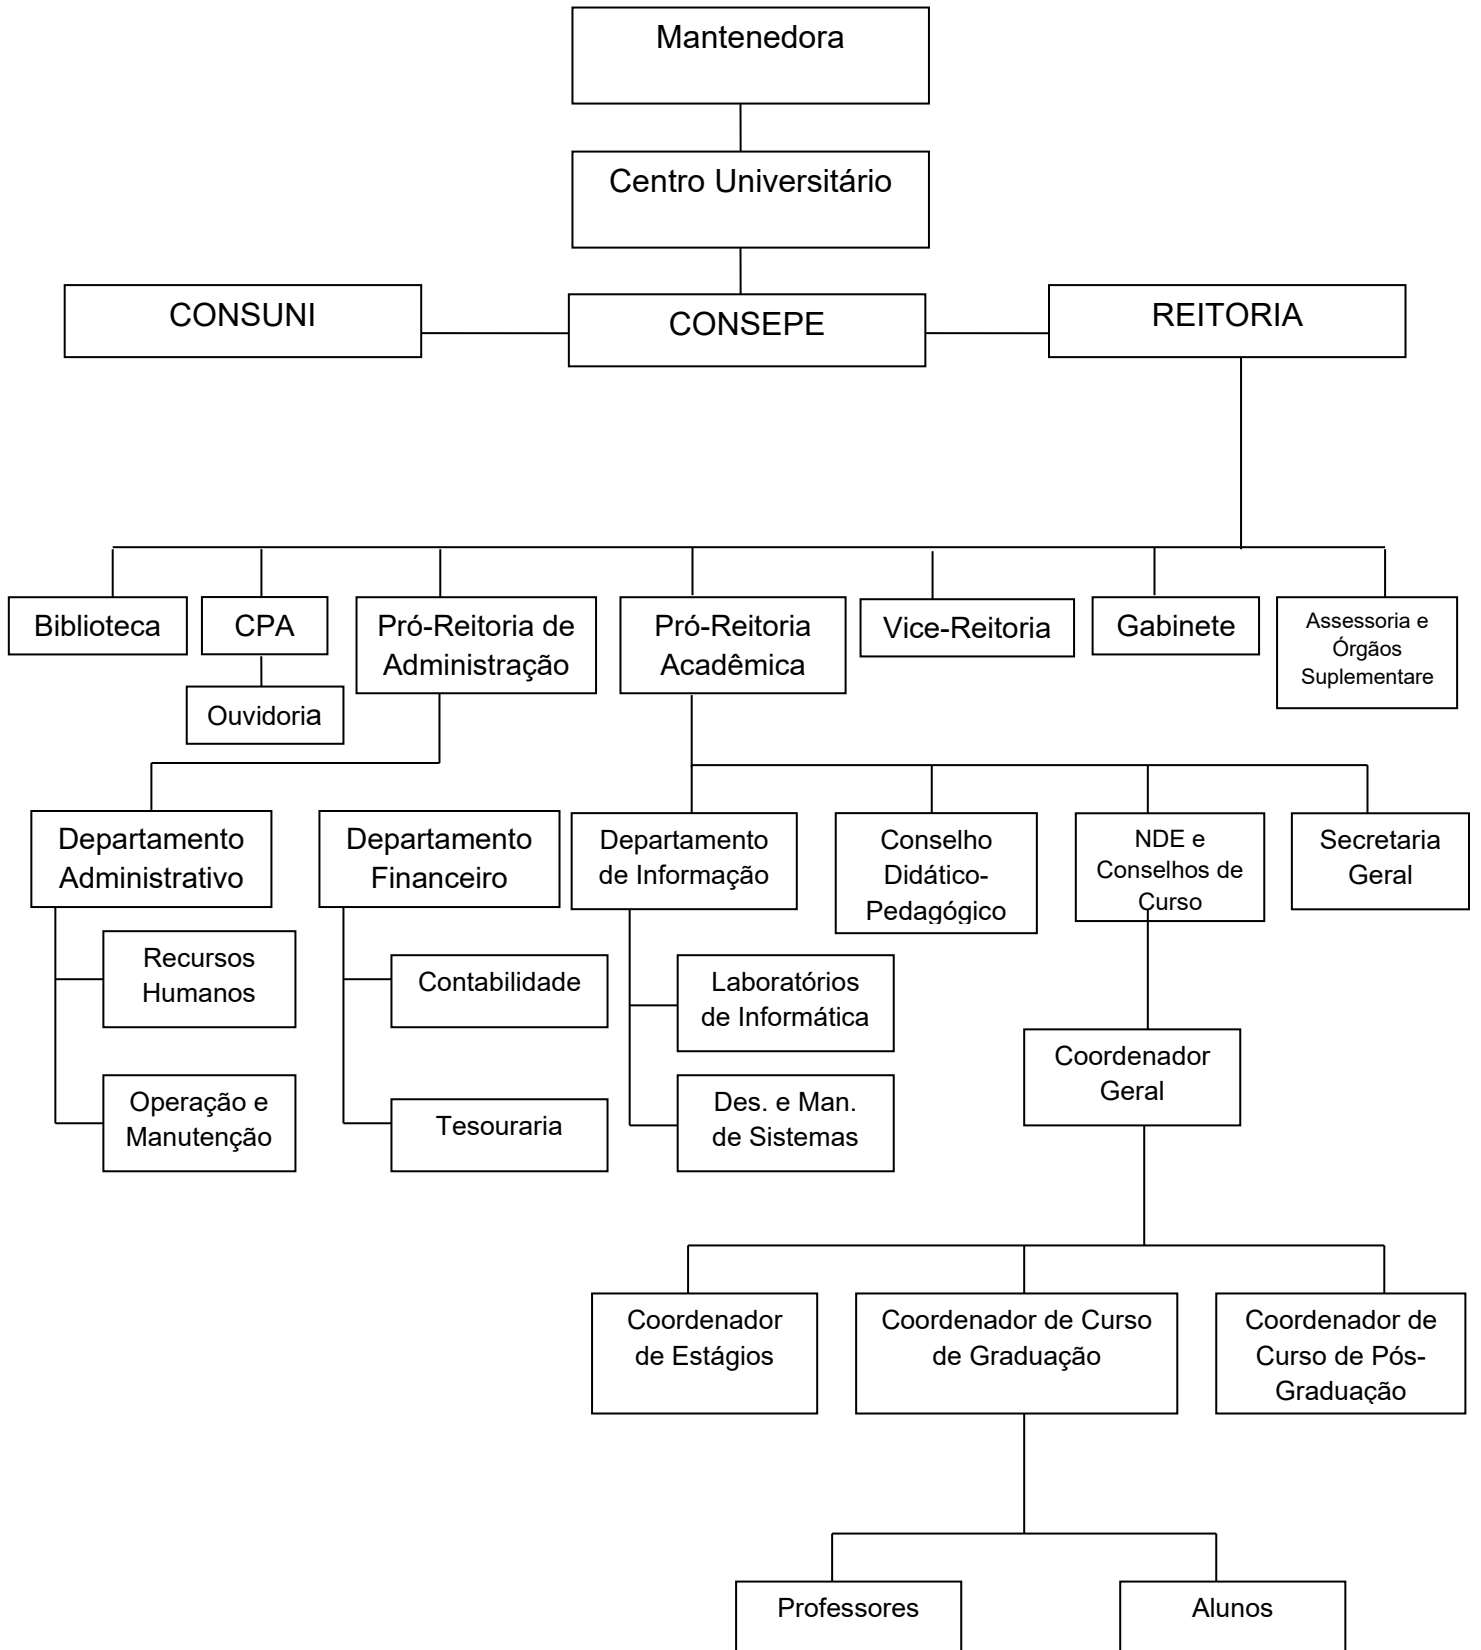 Mantenedora
Centro Universitário
CONSUNI
CONSEPE
REITORIA
Biblioteca
CPA
Pró-Reitoria de
Administração
Pró-Reitoria
Acadêmica
Vice-Reitoria
Gabinete
Assessoria e
Órgãos
Suplementare
Ouvidoria
Departamento
Administrativo
Departamento
Financeiro
Departamento
de Informação
Conselho
Didático-
Pedagógico
NDE e
Conselhos de
Curso
Secretaria
Geral
Recursos
Humanos
Contabilidade
Laboratórios
de Informática
Coordenador
Geral
Operação e
Manutenção
Tesouraria
Des. e Man.
de Sistemas
Coordenador
de Estágios
Coordenador de Curso
de Graduação
Coordenador de
Curso de Pós-
Graduação
Professores
Alunos